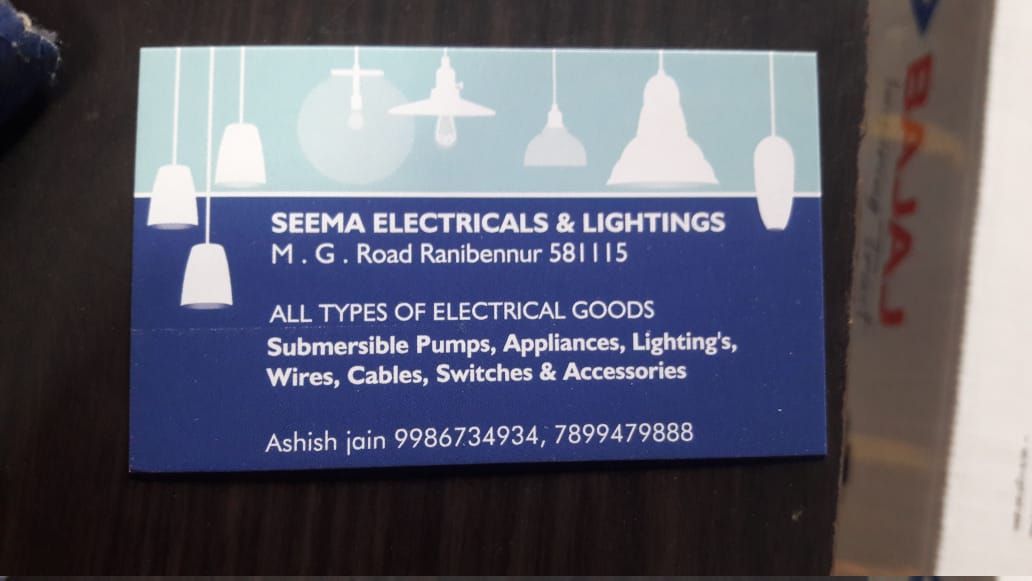 SEEMA ELECTRICALS & LIGHTINGS
M . G . Road Ranibennur 581115
ALL TYPES OF ELECTRICAL GOODS
Submersible Pumps, Appliances, Lighting's,
Wires, Cables, Switches & Accessories
Ashish jain 9986734934, 7899479888
BAJAJ